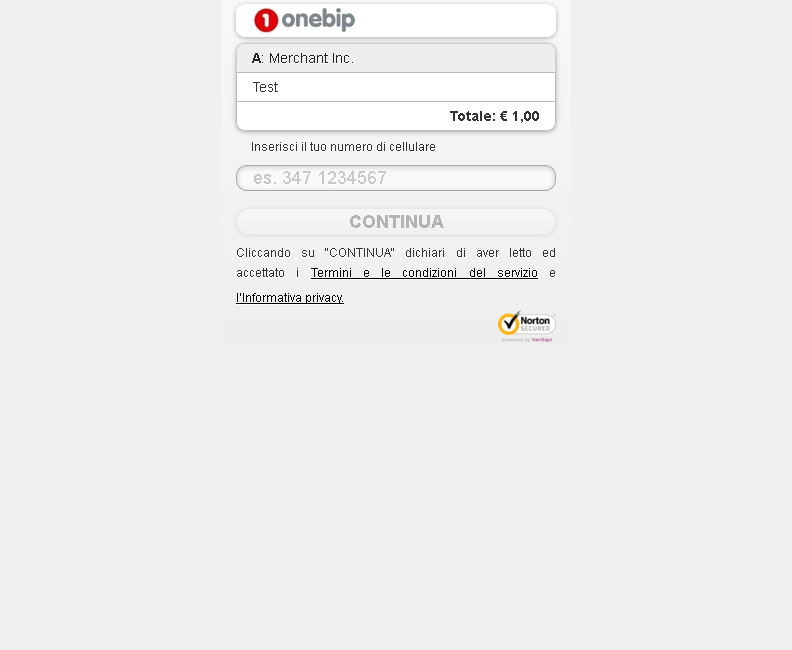 1 onebip
A: Merchant Inc.
Test
Totale: € 1,00
Inserisci il tuo numero di cellulare
es. 347 1234567
CONTINUA
Cliccando su "CONTINUA" dichiari di aver letto ed
accettato i Termini e le condizioni del servizio e
l'Informativa privacy.
Norton
SECURED
powered by VeriSign